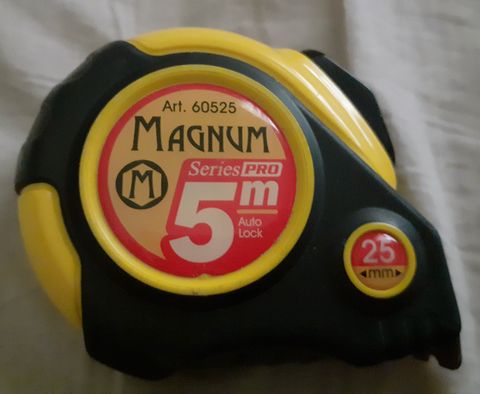 Art. 60525
MAGNUM
M
Series PRO
5m
Auto
Lock
25
mm